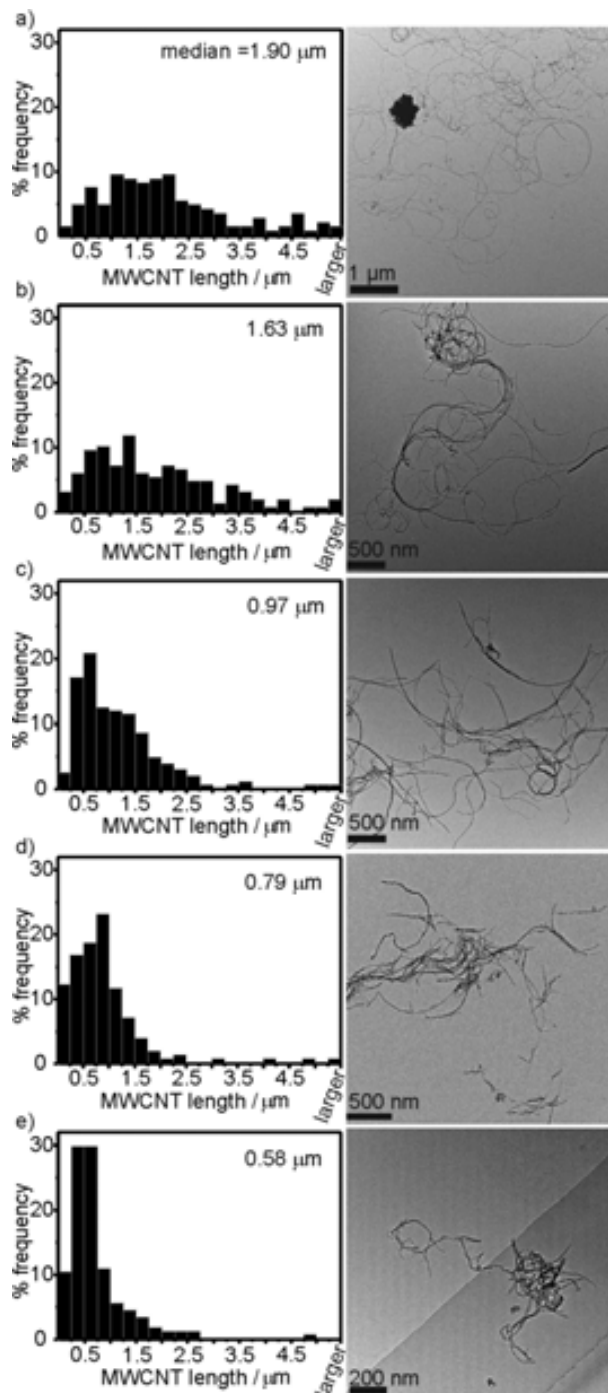 a)
30
20
10
0
% frequency
median =1.90 μm
0.5 1.5 2.5 3.5 4.5 larger
MWCNT length / μm
1 μm
b)
30
20
10
0
% frequency
1.63 μm
0.5 1.5 2.5 3.5 4.5 larger
MWCNT length / μm
500 nm
c)
30
20
10
0
% frequency
0.97 μm
0.5 1.5 2.5 3.5 4.5 larger
MWCNT length / μm
500 nm
d)
30
20
10
0
% frequency
0.79 μm
0.5 1.5 2.5 3.5 4.5 larger
MWCNT length / μm
500 nm
e)
30
20
10
0
% frequency
0.58 μm
0.5 1.5 2.5 3.5 4.5 larger
MWCNT length / μm
200 nm